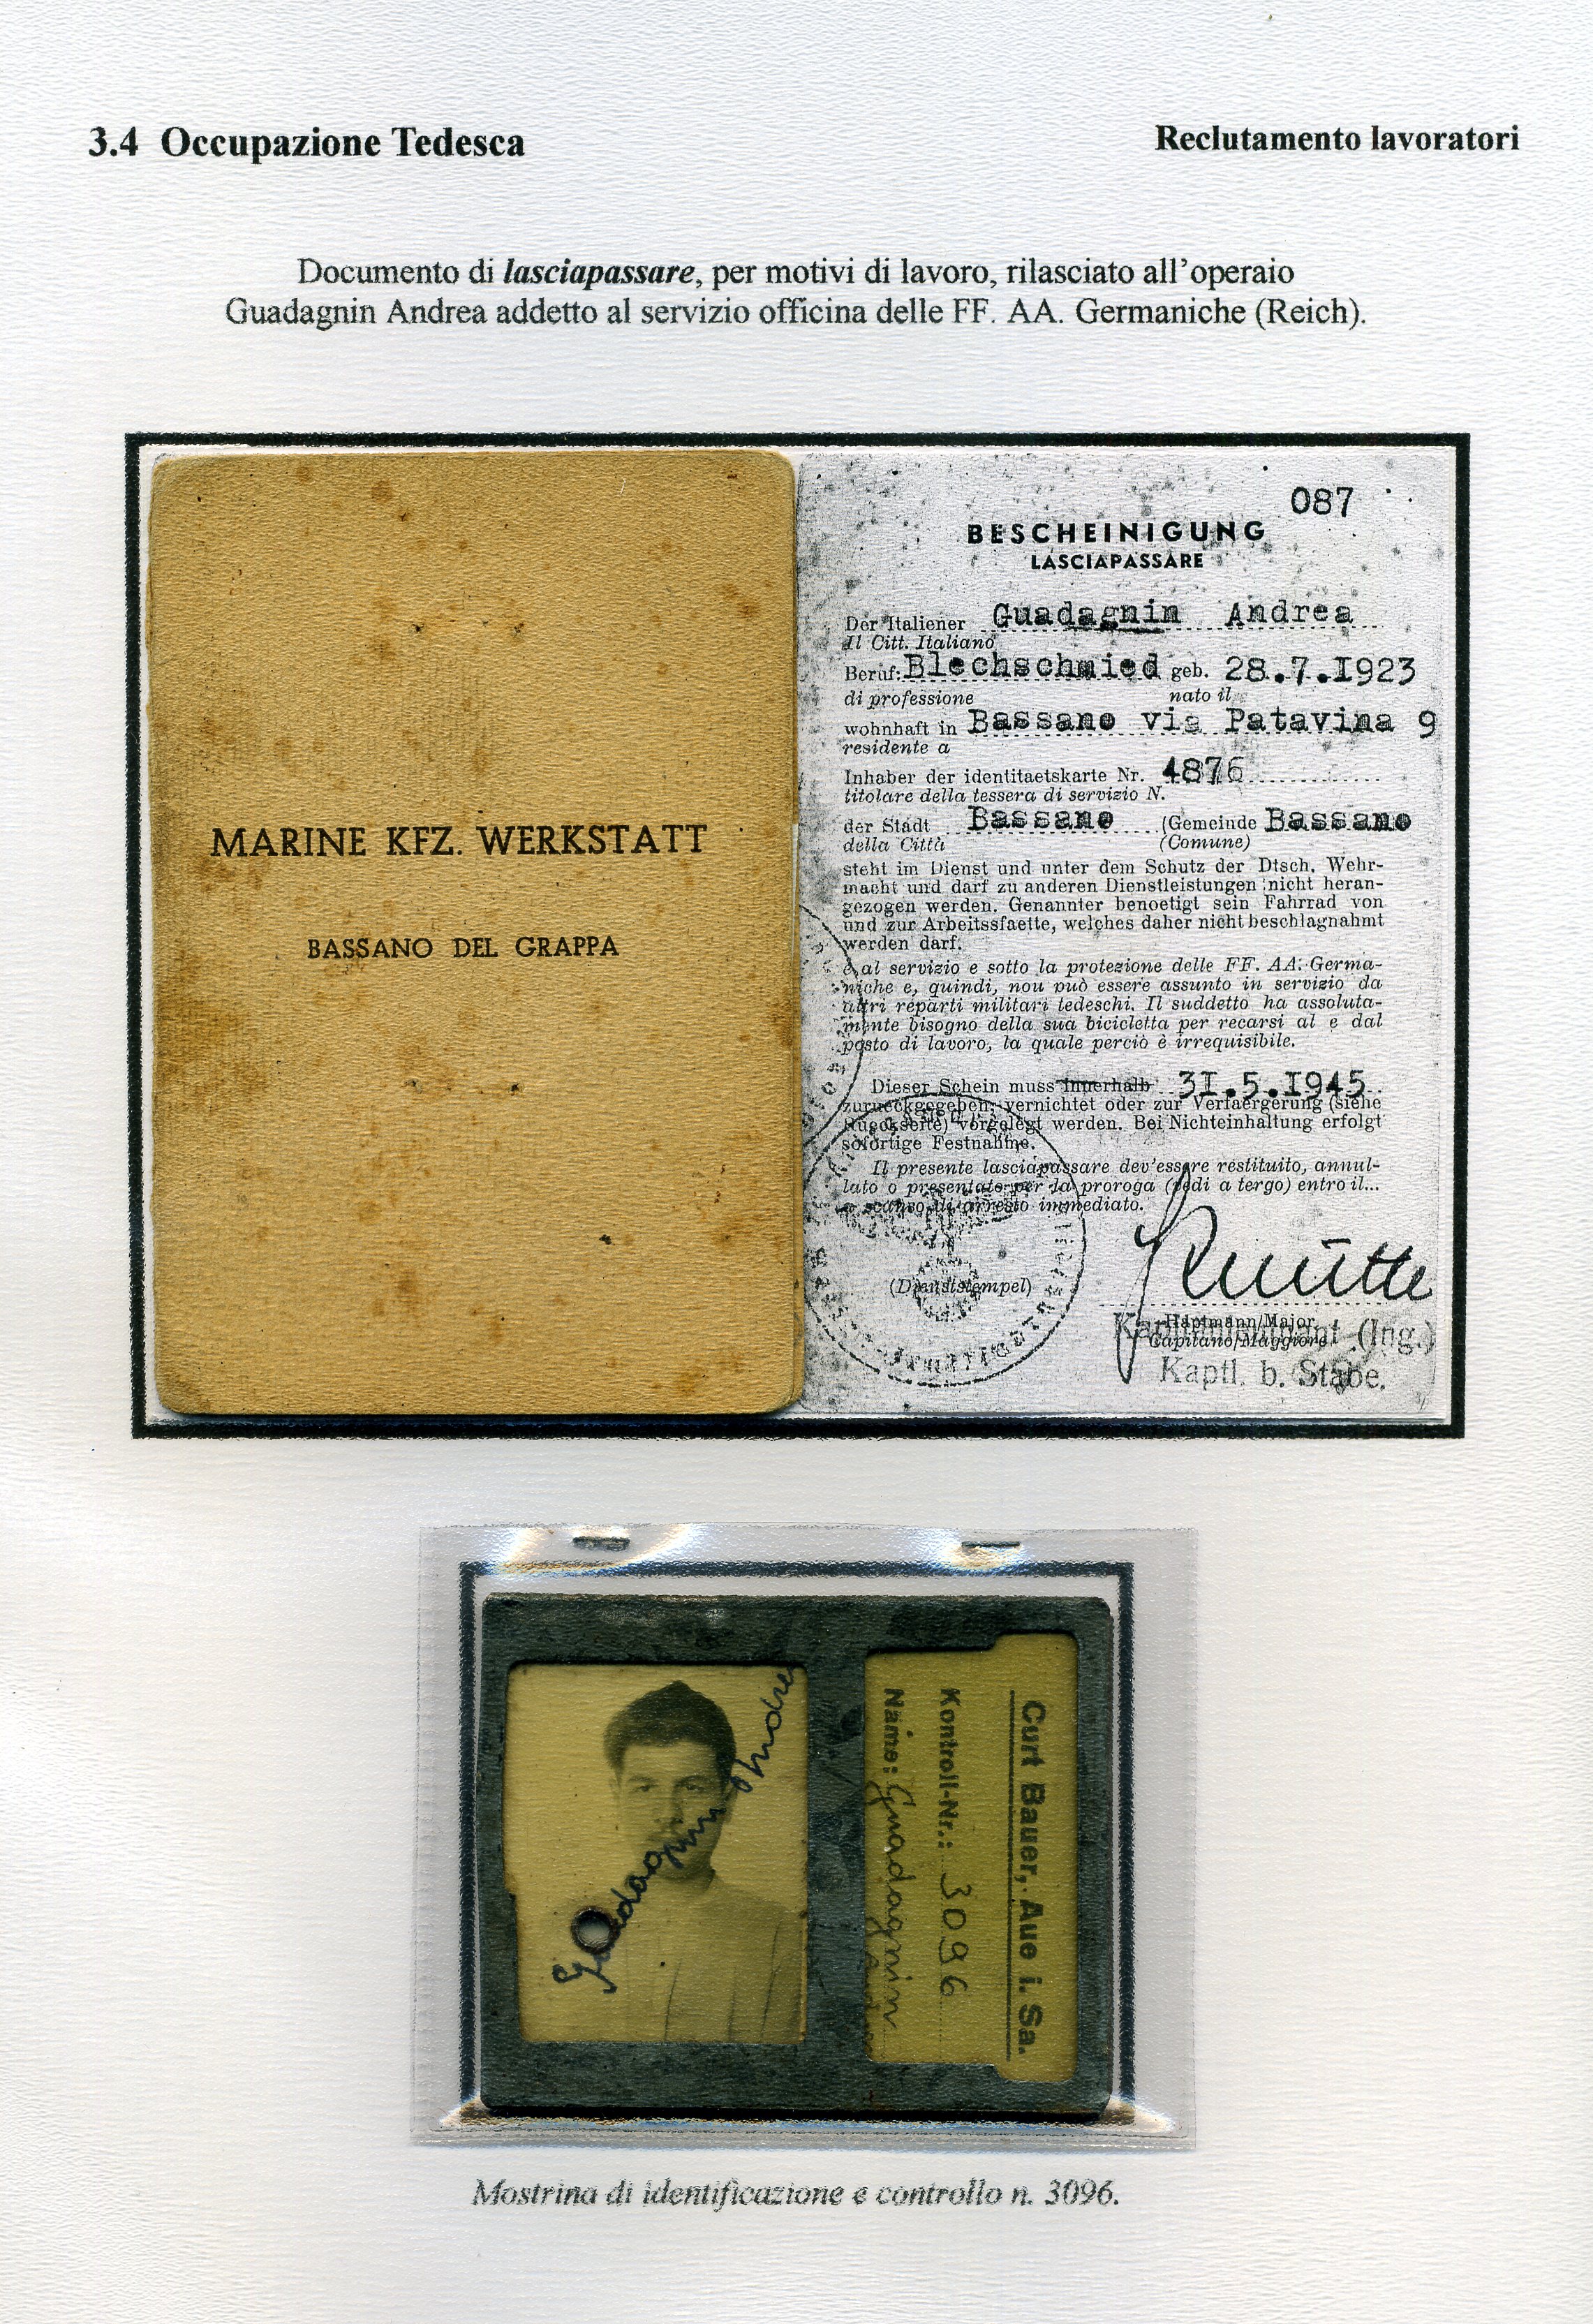 3.4 Occupazione Tedesca
Reclutamento lavoratori
Documento di lasciapassare, per motivi di lavoro, rilasciato all'operaio
Guadagnin Andrea addetto al servizio officina delle FF. AA. Germaniche (Reich).
MARINE KFZ. WERKSTATT
BASSANO DEL GRAPPA
087
BESCHEINIGUNG
LASCIAPASSARE
Der Italiener Guadagnin Andrea
Il Citt. Italiano
Beruf: Blechschmied geb. 28.7.1923
di professione nato il
wohnhaft in Bassano via Patavina 9
residente a
Inhaber der identitaetskarte Nr. 4876
titolare della tessera di servizio N.
der Stadt Bassano (Gemeinde Bassano
della Città (Comune)
steht im Dienst und unter dem Schutz der Dtsch. Wehr-
macht und darf zu anderen Dienstleistungen nicht heran-
gezogen werden. Genannter benoetigt sein Fahrrad von
und zur Arbeitssfaette, welches daher nicht beschlagnahmt
werden darf.
è al servizio e sotto la protezione delle FF. AA. Germa-
niche e, quindi, nou può essere assunto in servizio da
altri reparti militari tedeschi. Il suddetto ha assoluta-
mente bisogno della sua bicicletta per recarsi al e dal
posto di lavoro, la quale perciò è irrequisibile.
Dieser Schein muss innerhalb 31.5.1945
zurueckgegeben, vernichtet oder zur Verfaergerung (siehe
Rueckseite) vorgelegt werden. Bei Nichteinhaltung erfolgt
sofortige Festnahme.
Il presente lasciapassare dev'essere restituito, annul-
lato o presentato per la proroga (vedi a tergo) entro il...
a scanso di arresto immediato.
(Dienststempel)
Hauptmann/Major
Capitano/Maggiore
(Ing.)
Kaptl. b. Stabe.
Guadagnin Andrea
Curt Bauer, Aue i. Sa.
Kontroll-Nr.: 3096
Name: Guadagnin
Mostrina di identificazione e controllo n. 3096.